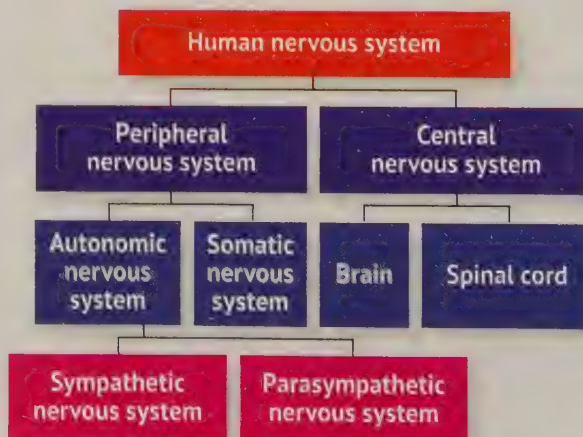 Human nervous system
Peripheral
nervous system
Central
nervous system
Autonomic
nervous
system
Somatic
nervous
system
Brain
Spinal cord
Sympathetic
nervous system
Parasympathetic
nervous system